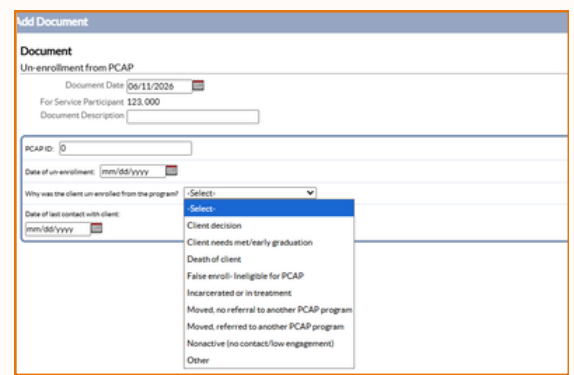 Add Document
Document
Un-enrollment from PCAP
Document Date 06/11/2026
For Service Participant 123, 000
Document Description
PCAP ID: 0
Date of un-enrollment: mm/dd/yyyy
Why was the client un-enrolled from the program? -Select-
-Select-
Date of last contact with client:
mm/dd/yyyy
Client decision
Client needs met/early graduation
Death of client
False enroll- Ineligible for PCAP
Incarcerated or in treatment
Moved, no referral to another PCAP program
Moved, referred to another PCAP program
Nonactive (no contact/low engagement)
Other